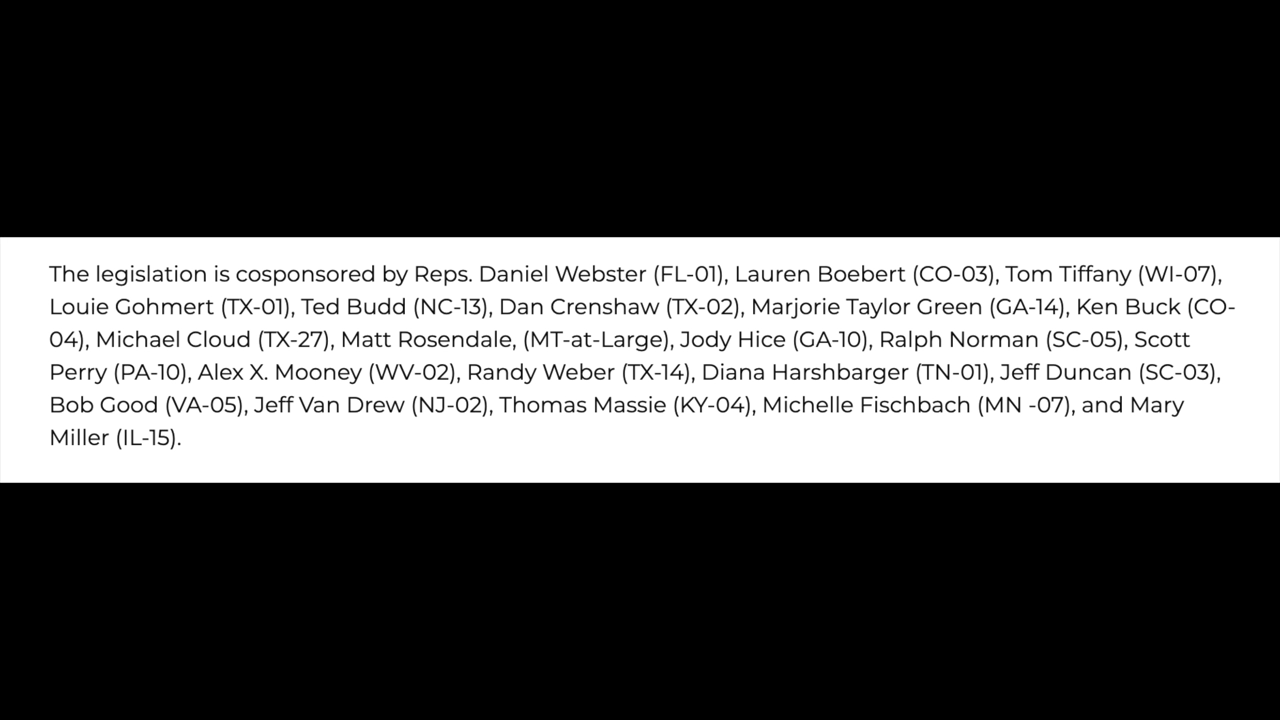 The legislation is cosponsored by Reps. Daniel Webster (FL-01), Lauren Boebert (CO-03), Tom Tiffany (WI-07),
Louie Gohmert (TX-01), Ted Budd (NC-13), Dan Crenshaw (TX-02), Marjorie Taylor Green (GA-14), Ken Buck (CO-
04), Michael Cloud (TX-27), Matt Rosendale, (MT-at-Large), Jody Hice (GA-10), Ralph Norman (SC-05), Scott
Perry (PA-10), Alex X. Mooney (WV-02), Randy Weber (TX-14), Diana Harshbarger (TN-01), Jeff Duncan (SC-03),
Bob Good (VA-05), Jeff Van Drew (NJ-02), Thomas Massie (KY-04), Michelle Fischbach (MN -07), and Mary
Miller (IL-15).